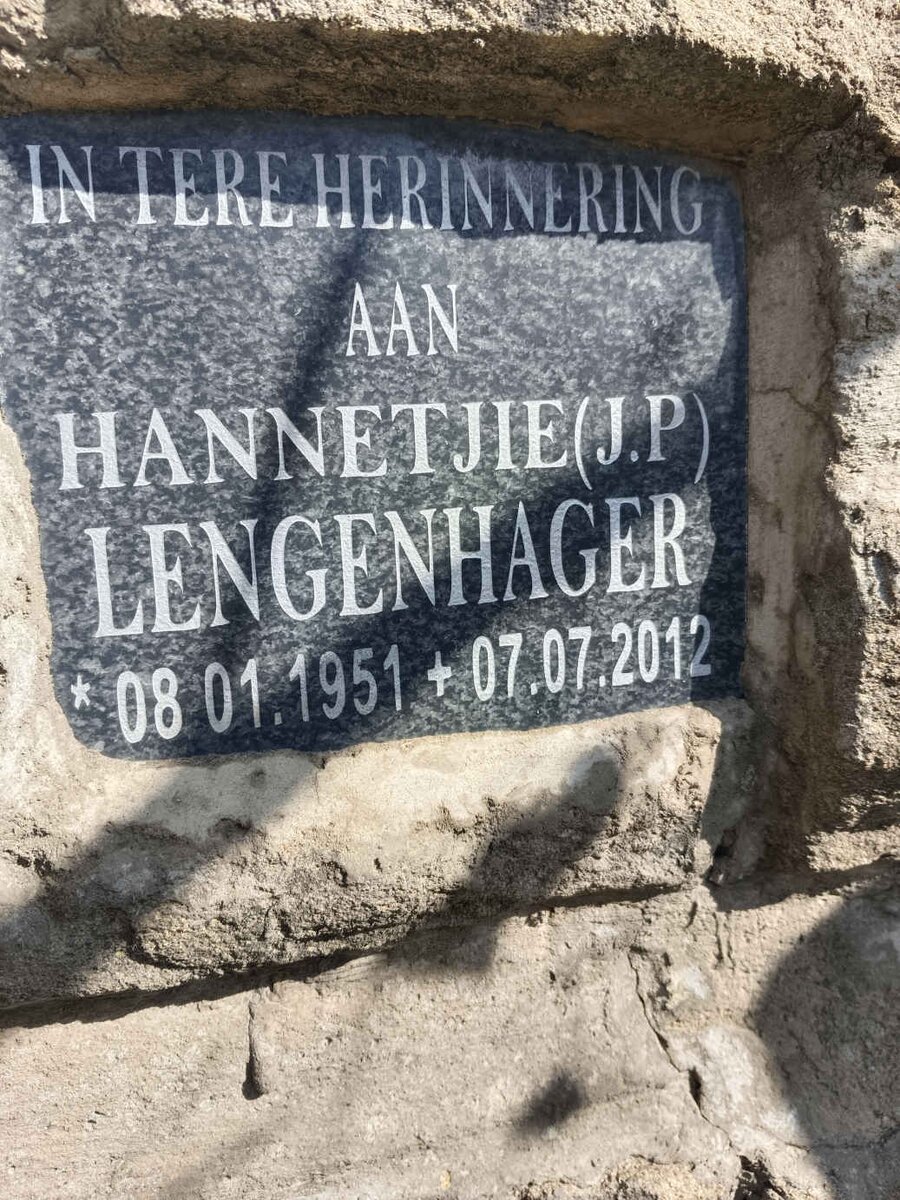 IN TERE HERINNERING
AAN
HANNETJIE(J.P)
LENGENHAGER
* 08 01.1951 + 07.07.2012